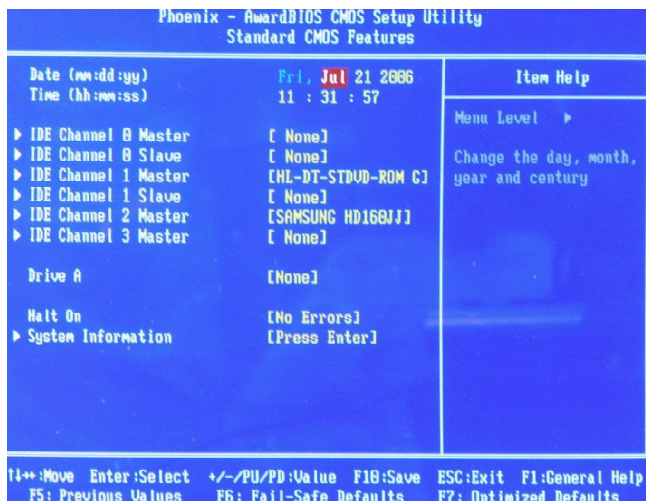 Phoenix - AwardBIOS CMOS Setup Utility
Standard CMOS Features
Date (mm:dd:yy) Fri, Jul 21 2006
Time (hh:mm:ss) 11 : 31 : 57
▶ IDE Channel 0 Master [ None]
▶ IDE Channel 0 Slave [ None]
▶ IDE Channel 1 Master [HL-DT-STDVD-ROM G]
▶ IDE Channel 1 Slave [ None]
▶ IDE Channel 2 Master [SAMSUNG HD160JJ]
▶ IDE Channel 3 Master [ None]
Drive A [None]
Halt On [No Errors]
▶ System Information [Press Enter]
Item Help
Menu Level ▶
Change the day, month,
year and century
↑↓→←:Move Enter:Select +/-/PU/PD:Value F10:Save ESC:Exit F1:General Help
F5: Previous Values F6: Fail-Safe Defaults F7: Optimized Defaults